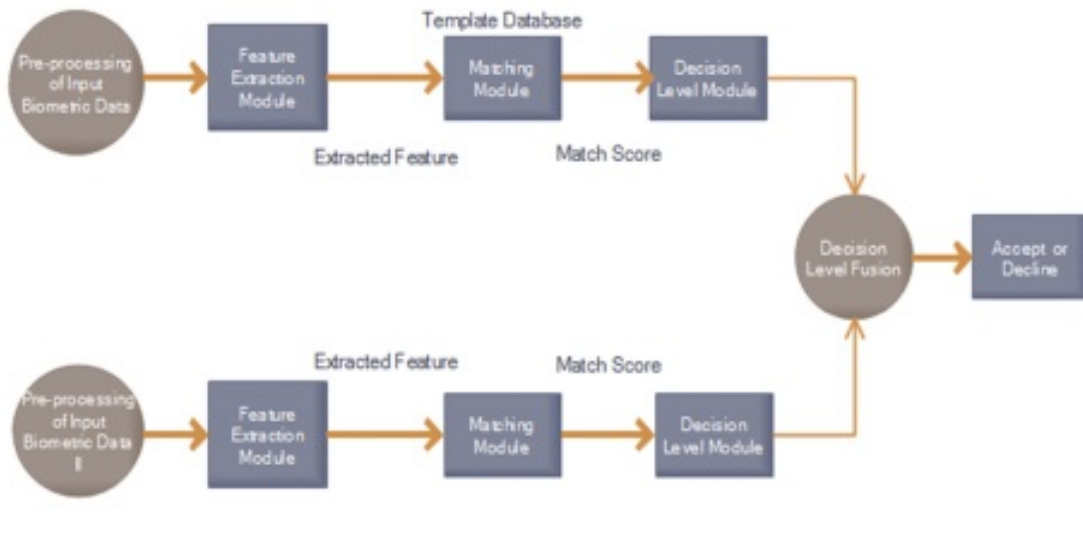 Template Database
Pre-processing
of Input
Biometric Data
Feature
Extraction
Module
Matching
Module
Decision
Level Module
Extracted Feature
Match Score
Decision
Level Fusion
Accept or
Decline
Extracted Feature
Match Score
Pre-processing
of Input
Biometric Data
II
Feature
Extraction
Module
Matching
Module
Decision
Level Module